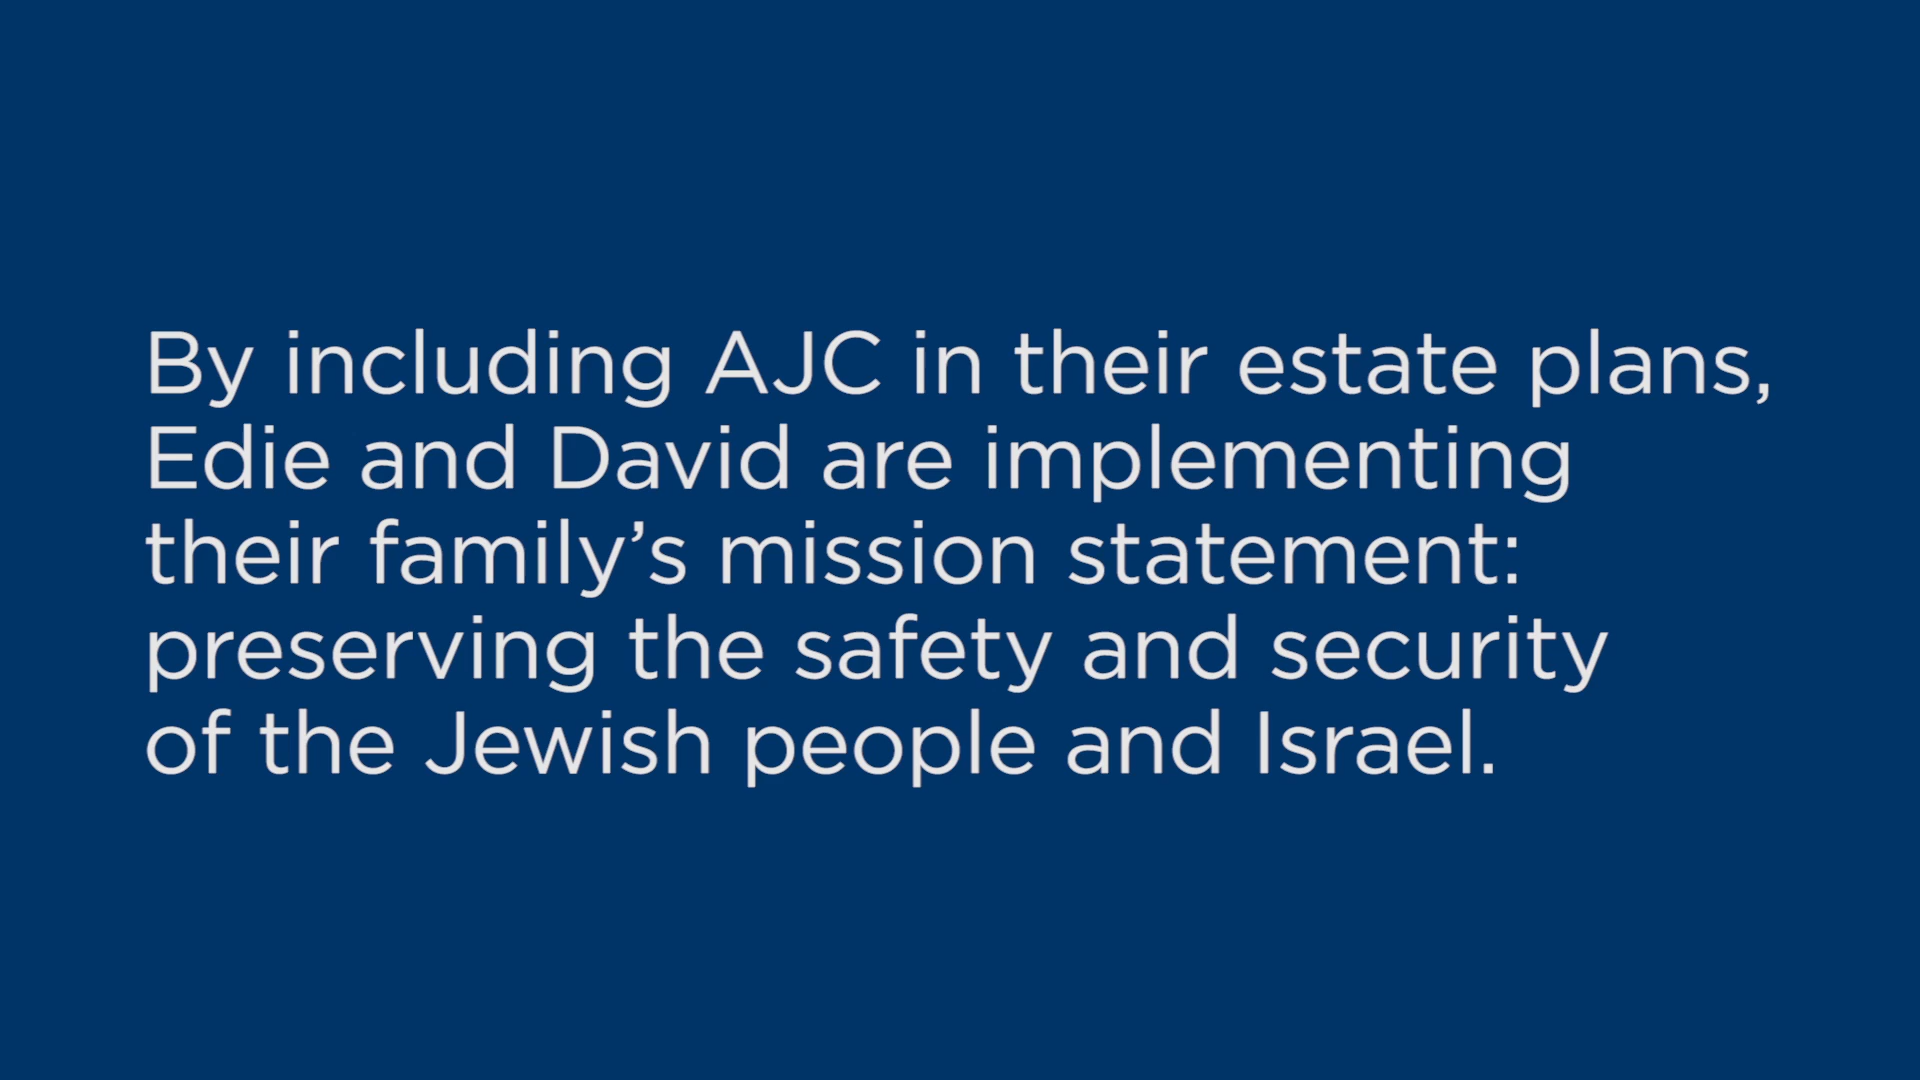 By including AJC in their estate plans,
Edie and David are implementing
their family’s mission statement:
preserving the safety and security
of the Jewish people and Israel.